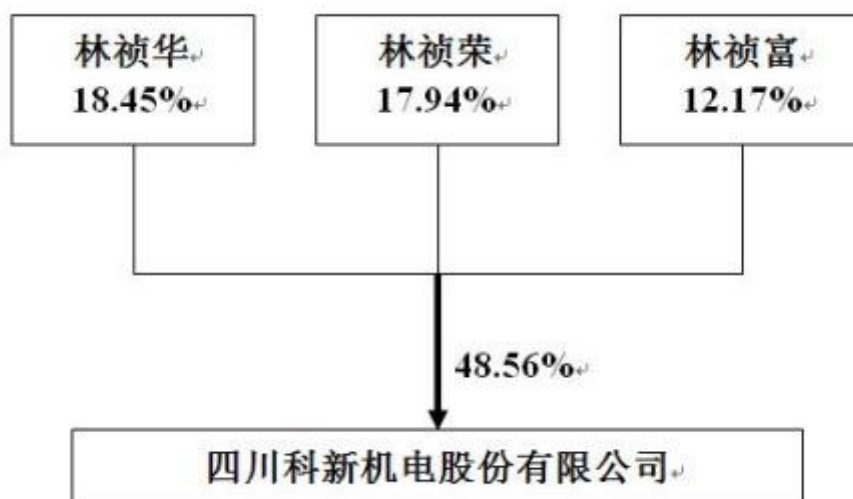 林祯华
18.45%
林祯荣
17.94%
林祯富
12.17%
48.56%
四川科新机电股份有限公司